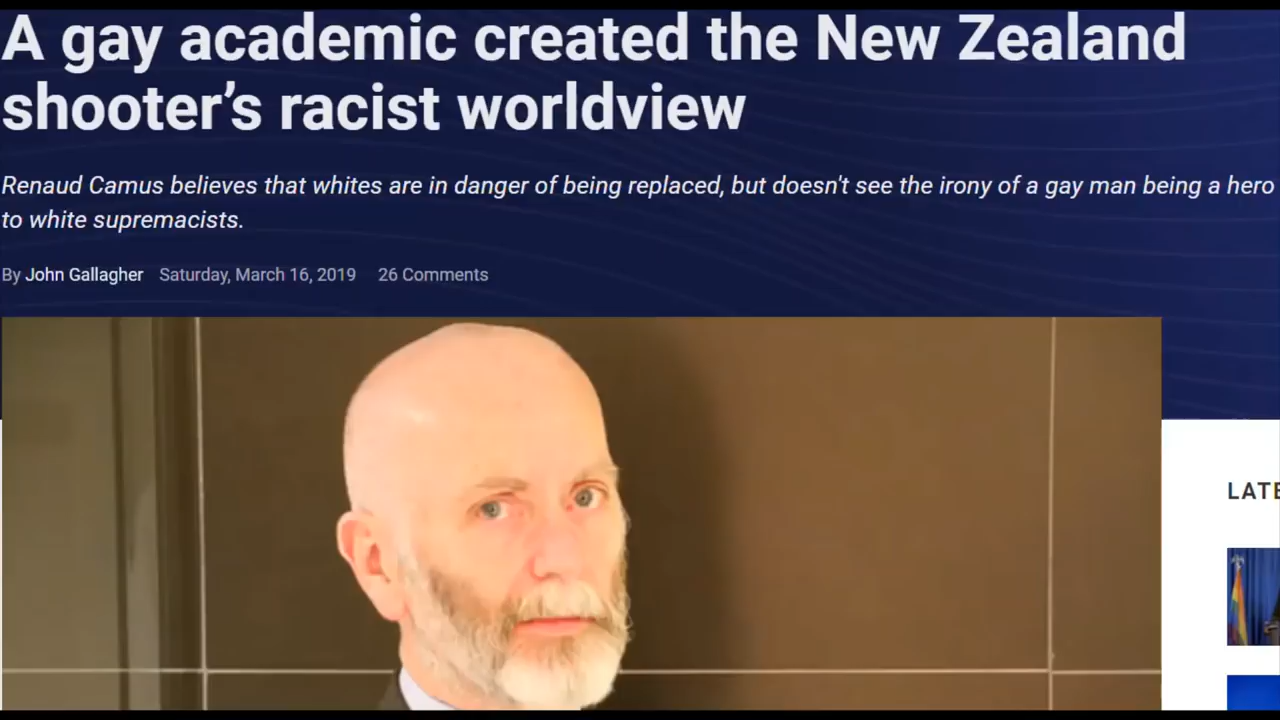 A gay academic created the New Zealand
shooter’s racist worldview
Renaud Camus believes that whites are in danger of being replaced, but doesn't see the irony of a gay man being a hero
to white supremacists.
By John Gallagher Saturday, March 16, 2019 26 Comments
LATE